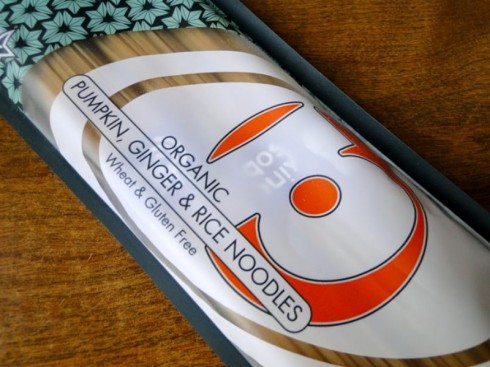 ORGANIC
PUMPKIN, GINGER & RICE NOODLES
Wheat & Gluten Free